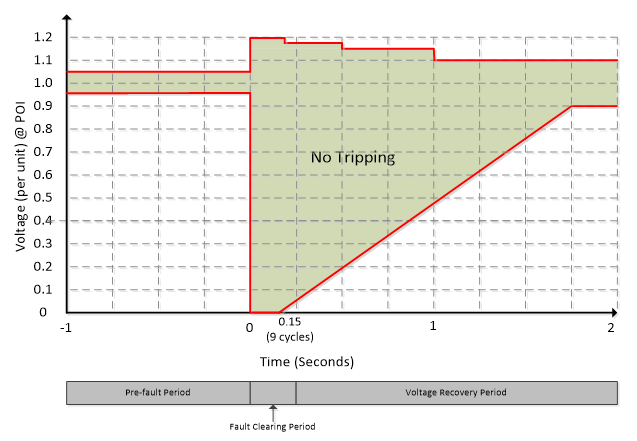 1.2
1.1
1.0
0.9
0.8
0.7
0.6
0.5
0.4
0.3
0.2
0.1
0
Voltage (per unit) @ POI
No Tripping
-1
0
0.15
(9 cycles)
1
2
Time (Seconds)
Pre-fault Period
Voltage Recovery Period
Fault Clearing Period